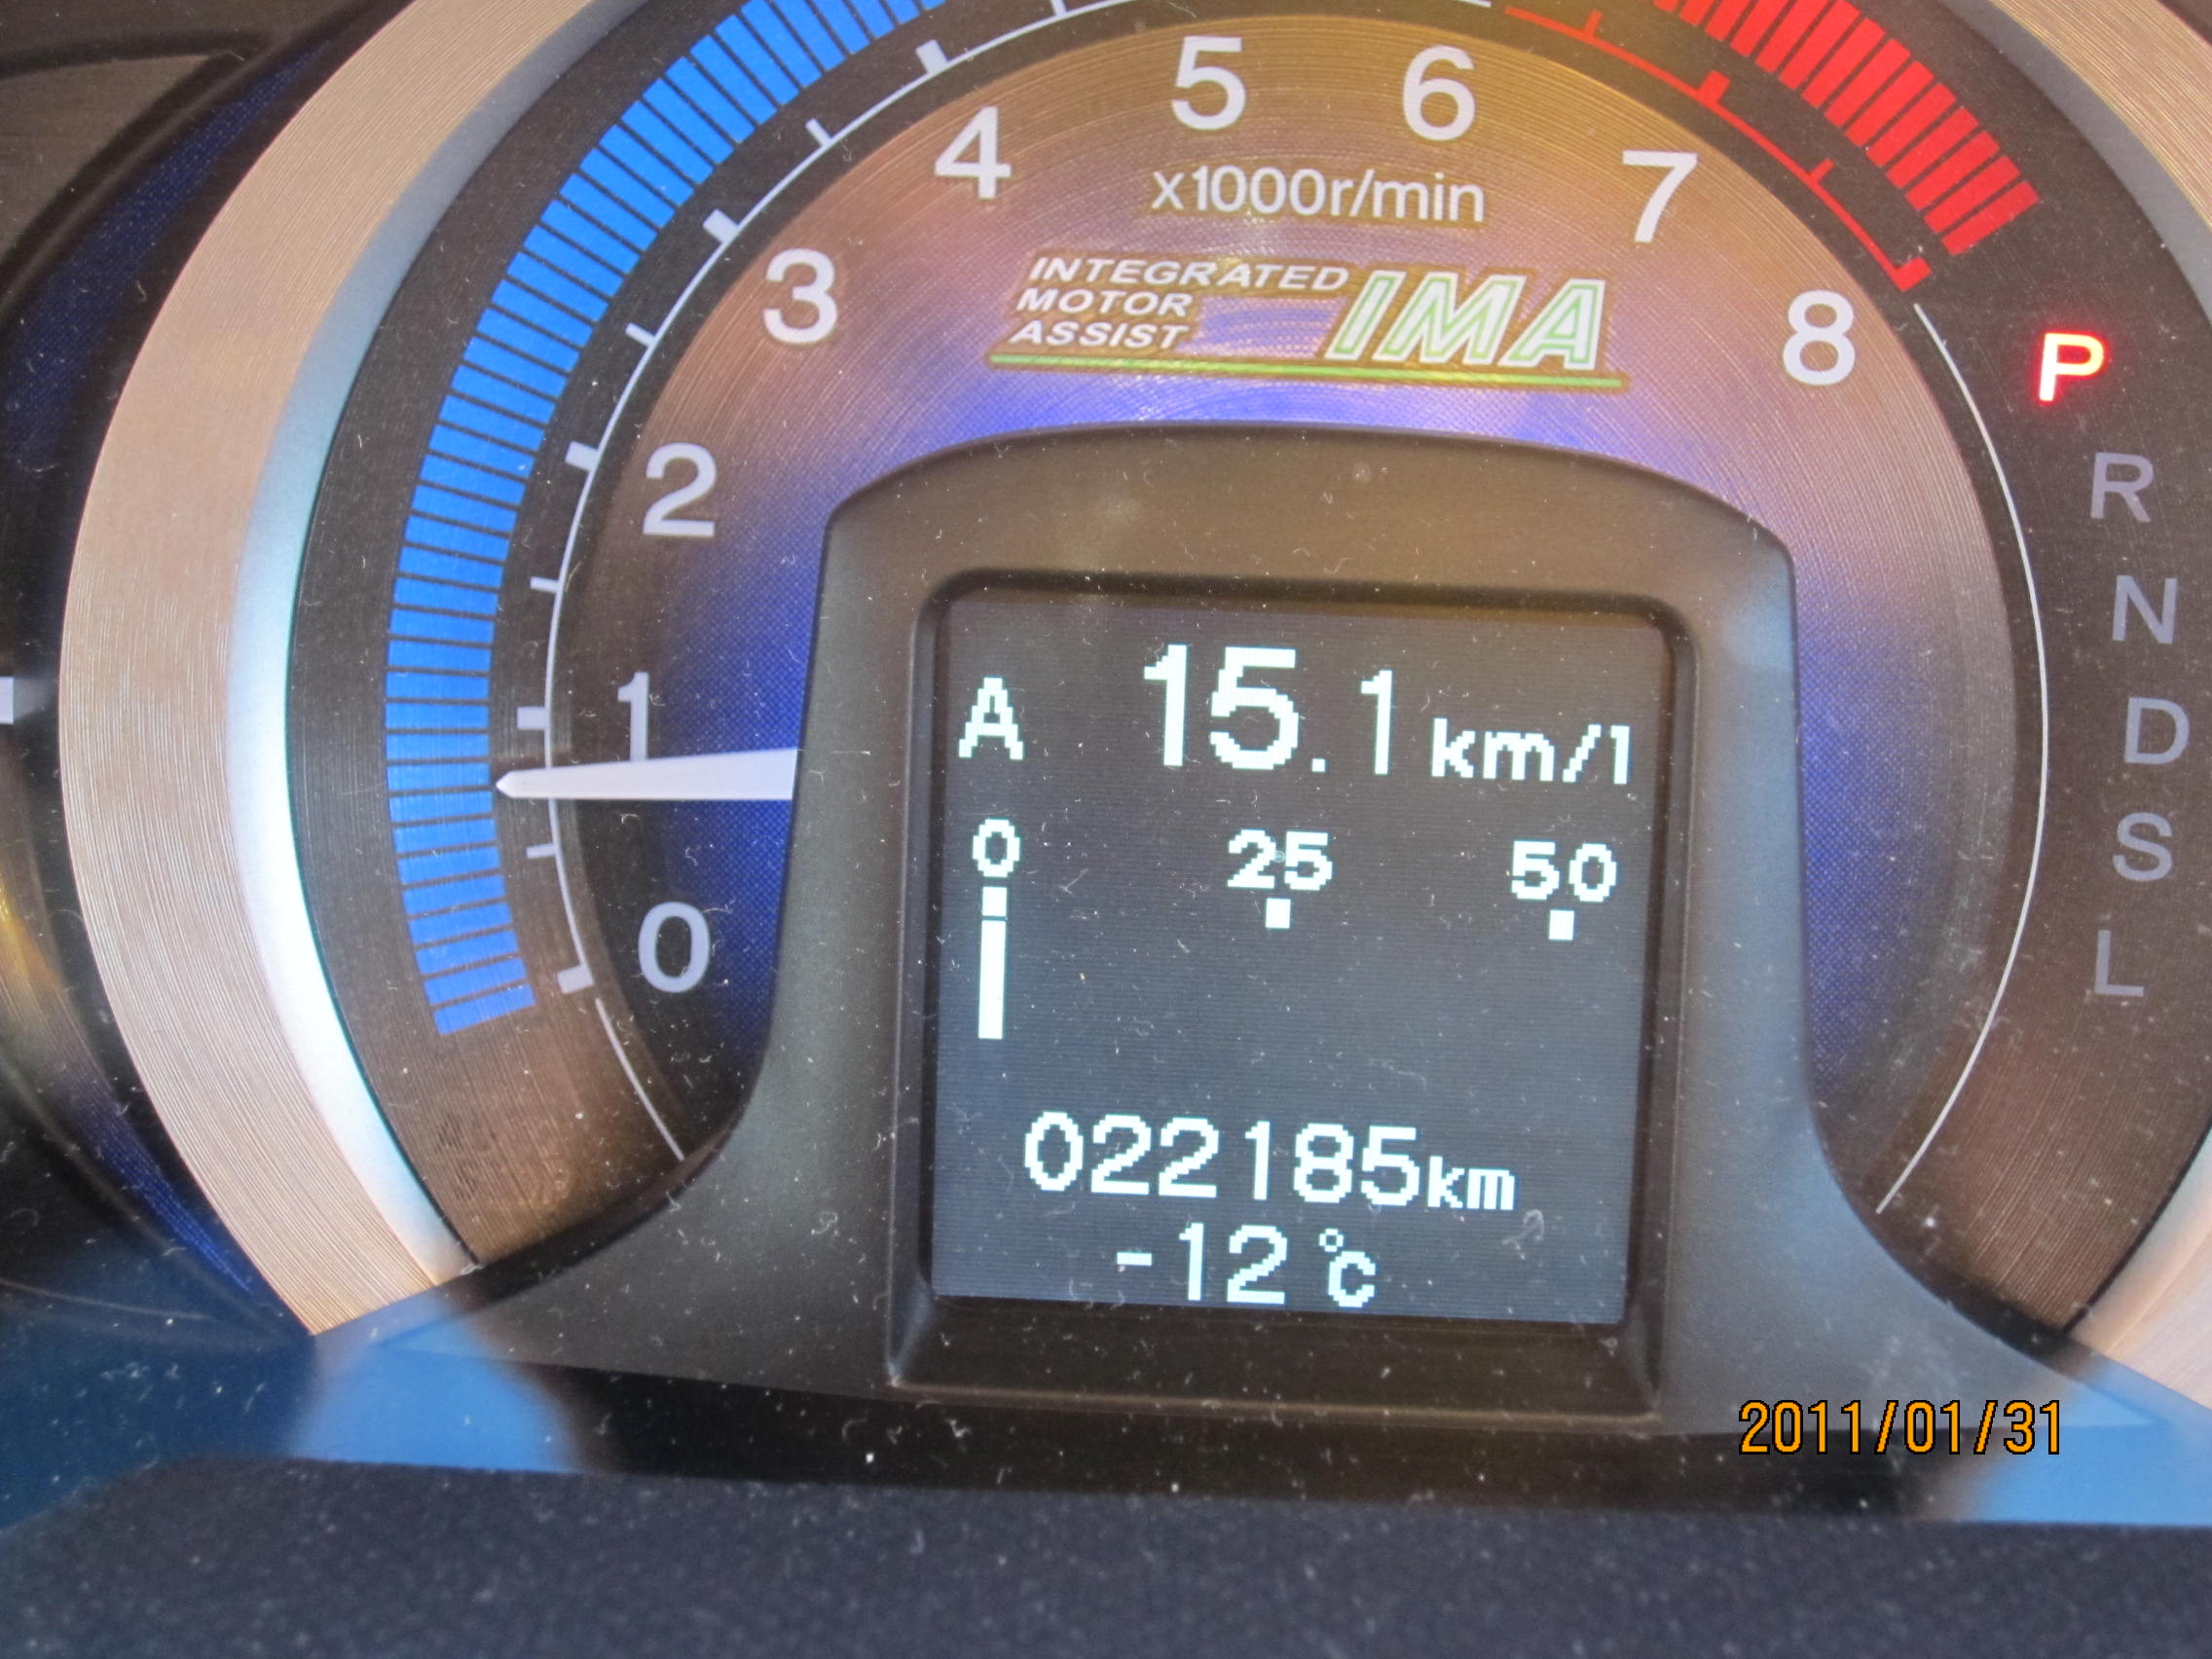 5 6
4 7
3 8
2
1
0
x1000r/min
INTEGRATED
MOTOR
ASSIST
IMA
P
R
N
D
S
L
A 15.1 km/l
0 25 50
022185km
-12°C
2011/01/31